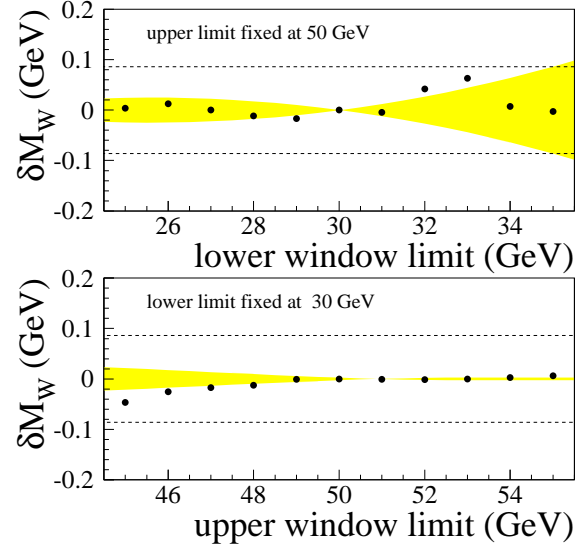 0.2
upper limit fixed at 50 GeV
0.1
0
-0.1
-0.2
δM_W (GeV)
26 28 30 32 34
lower window limit (GeV)
0.2
lower limit fixed at 30 GeV
0.1
0
-0.1
-0.2
δM_W (GeV)
46 48 50 52 54
upper window limit (GeV)